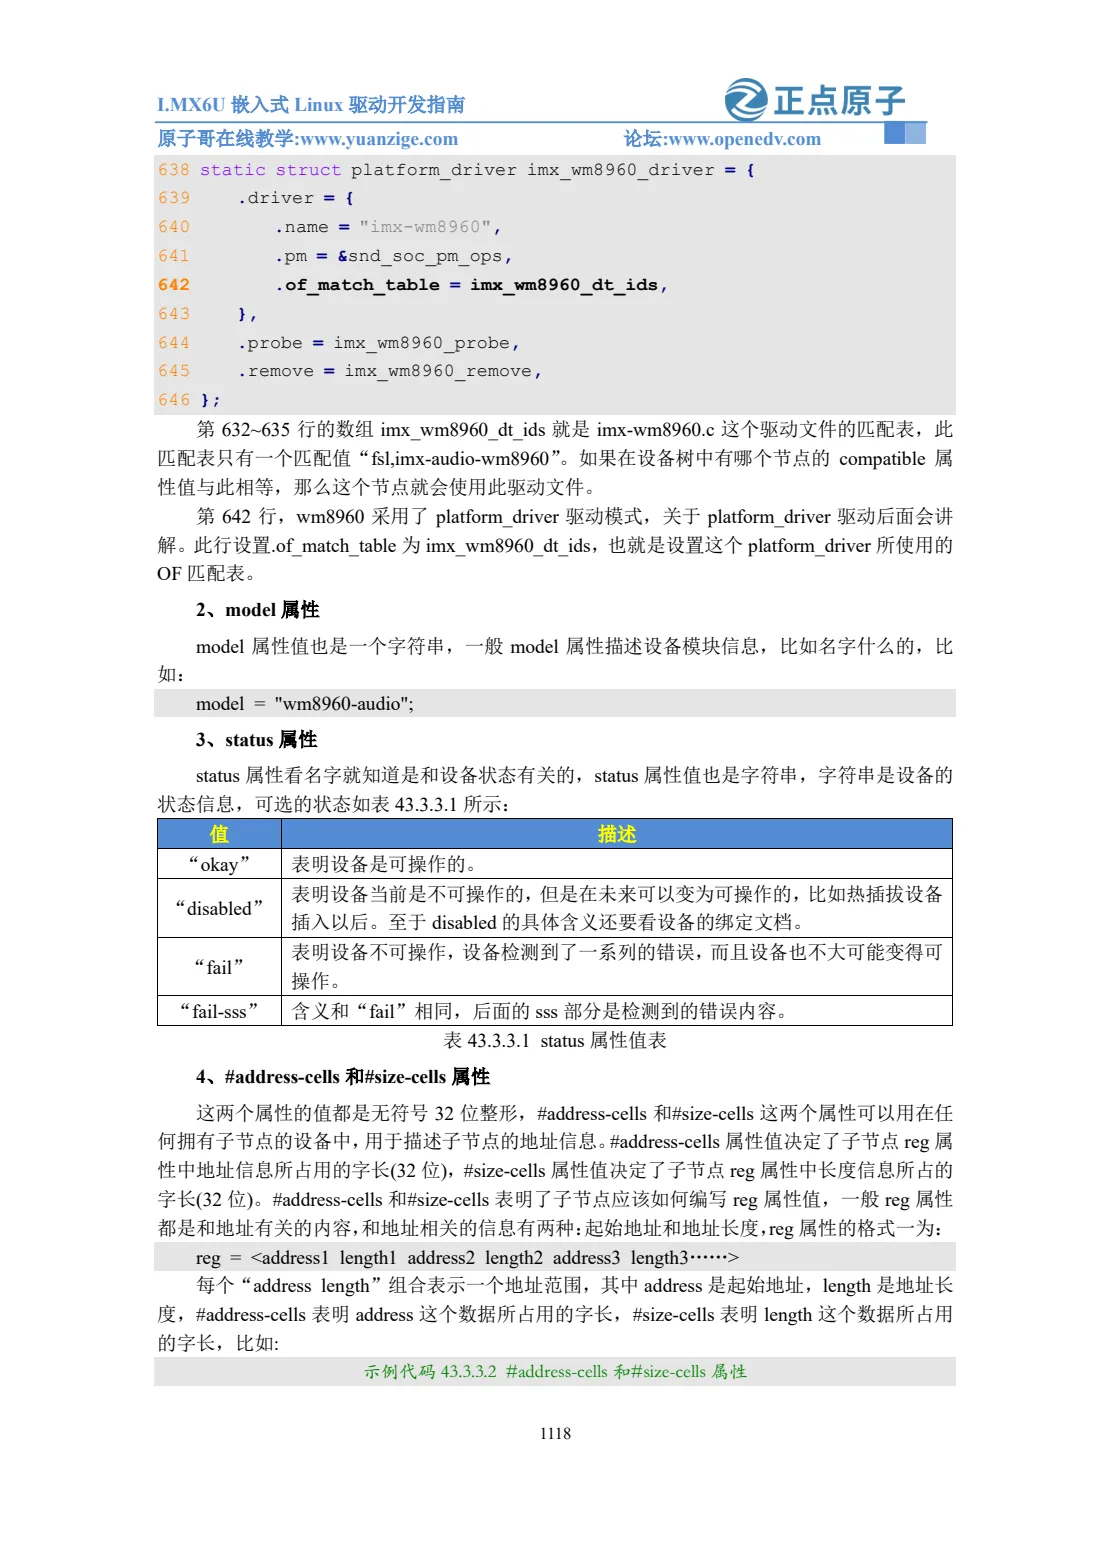 I.MX6U 嵌入式 Linux 驱动开发指南
正点原子
原子哥在线教学:www.yuanzige.com 论坛:www.openedv.com
638 static struct platform_driver imx_wm8960_driver = {
639 .driver = {
640 .name = "imx-wm8960",
641 .pm = &snd_soc_pm_ops,
642 .of_match_table = imx_wm8960_dt_ids,
643 },
644 .probe = imx_wm8960_probe,
645 .remove = imx_wm8960_remove,
646 };
第 632~635 行的数组 imx_wm8960_dt_ids 就是 imx-wm8960.c 这个驱动文件的匹配表，此
匹配表只有一个匹配值“fsl,imx-audio-wm8960”。如果在设备树中有哪个节点的 compatible 属
性值与此相等，那么这个节点就会使用此驱动文件。
第 642 行，wm8960 采用了 platform_driver 驱动模式，关于 platform_driver 驱动后面会讲
解。此行设置.of_match_table 为 imx_wm8960_dt_ids，也就是设置这个 platform_driver 所使用的
OF 匹配表。
2、model 属性
model 属性值也是一个字符串，一般 model 属性描述设备模块信息，比如名字什么的，比
如：
model = "wm8960-audio";
3、status 属性
status 属性看名字就知道是和设备状态有关的，status 属性值也是字符串，字符串是设备的
状态信息，可选的状态如表 43.3.3.1 所示：
值 描述
“okay” 表明设备是可操作的。
“disabled” 表明设备当前是不可操作的，但是在未来可以变为可操作的，比如热插拔设备
插入以后。至于 disabled 的具体含义还要看设备的绑定文档。
“fail” 表明设备不可操作，设备检测到了一系列的错误，而且设备也不大可能变得可
操作。
“fail-sss” 含义和“fail”相同，后面的 sss 部分是检测到的错误内容。
表 43.3.3.1 status 属性值表
4、#address-cells 和#size-cells 属性
这两个属性的值都是无符号 32 位整形，#address-cells 和#size-cells 这两个属性可以用在任
何拥有子节点的设备中，用于描述子节点的地址信息。#address-cells 属性值决定了子节点 reg 属
性中地址信息所占用的字长(32 位)，#size-cells 属性值决定了子节点 reg 属性中长度信息所占的
字长(32 位)。#address-cells 和#size-cells 表明了子节点应该如何编写 reg 属性值，一般 reg 属性
都是和地址有关的内容，和地址相关的信息有两种：起始地址和地址长度，reg 属性的格式一为：
reg = <address1 length1 address2 length2 address3 length3……>
每个“address length”组合表示一个地址范围，其中 address 是起始地址，length 是地址长
度，#address-cells 表明 address 这个数据所占用的字长，#size-cells 表明 length 这个数据所占用
的字长，比如:
示例代码 43.3.3.2 #address-cells 和#size-cells 属性
1118